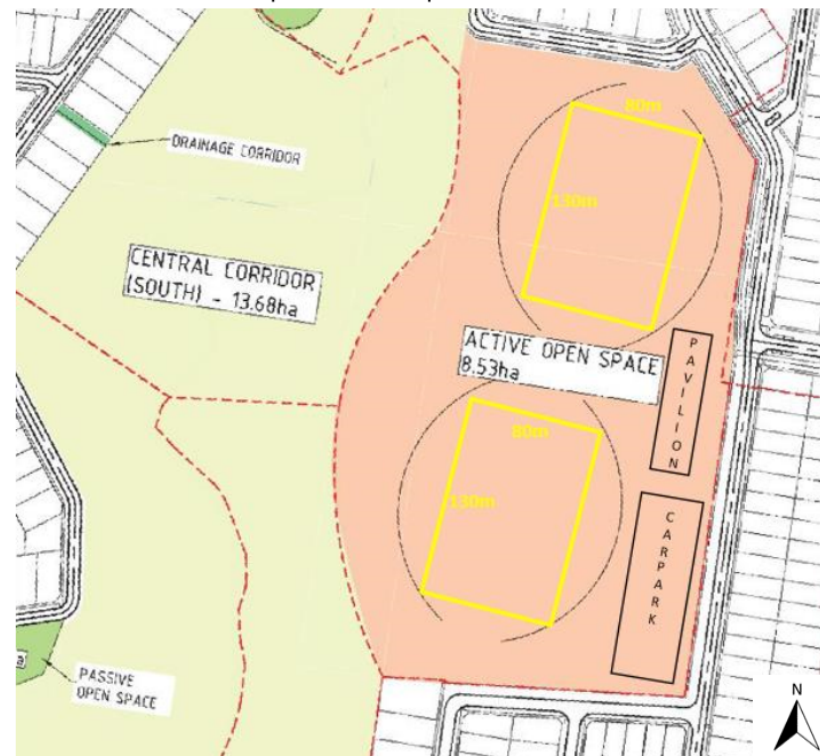 80m
DRAINAGE CORRIDOR
130m
CENTRAL CORRIDOR
(SOUTH) - 13.68ha
ACTIVE OPEN SPACE
8.53ha
PAVILION
80m
130m
CARPARK
a
PASSIVE
OPEN SPACE
N